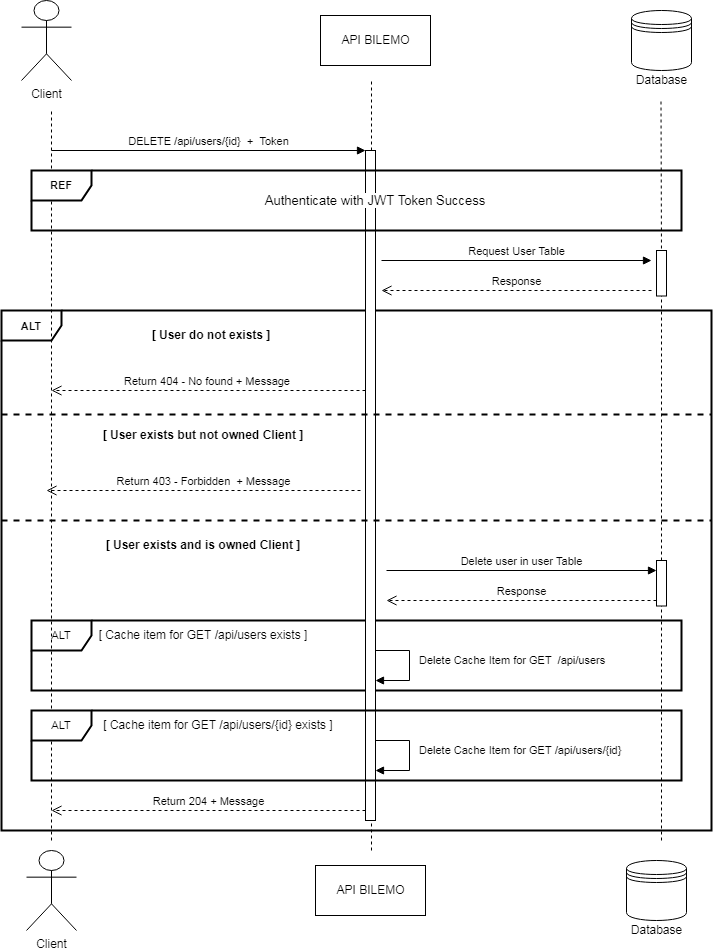 API BILEMO
Database
Client
DELETE /api/users/{id} + Token
REF
Authenticate with JWT Token Success
Request User Table
Response
ALT
[ User do not exists ]
Return 404 - No found + Message
[ User exists but not owned Client ]
Return 403 - Forbidden + Message
[ User exists and is owned Client ]
Delete user in user Table
Response
ALT
[ Cache item for GET /api/users exists ]
Delete Cache Item for GET /api/users
ALT
[ Cache item for GET /api/users/{id} exists ]
Delete Cache Item for GET /api/users/{id}
Return 204 + Message
API BILEMO
Database
Client